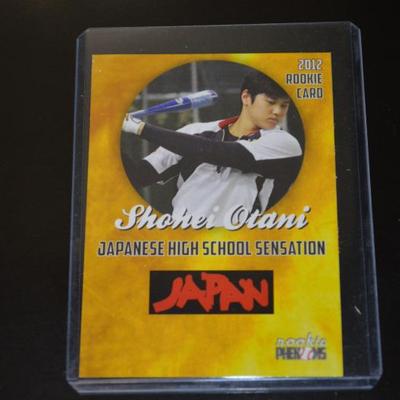 2012
ROOKIE
CARD
Shohei Otani
JAPANESE HIGH SCHOOL SENSATION
JAPAN
rookie
PHENOMS